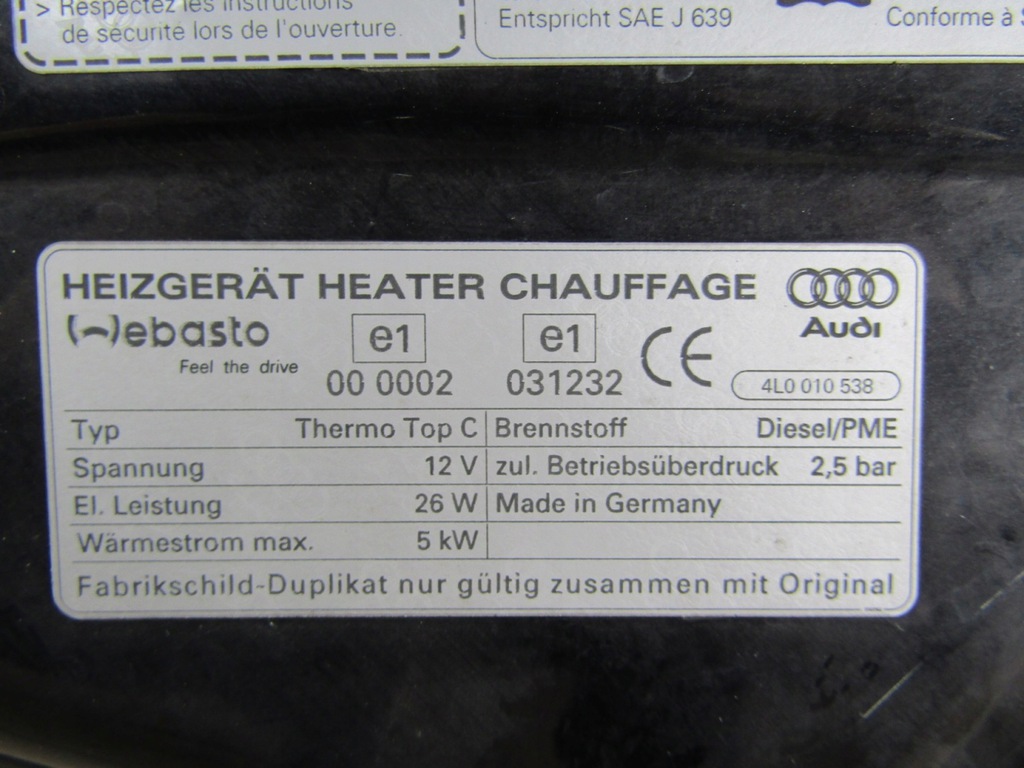 > Respectez les instructions
de sécurité lors de l'ouverture.
Entspricht SAE J 639
Conforme à
HEIZGERÄT HEATER CHAUFFAGE
Webasto
Feel the drive
e1
00 0002
e1
031232
CE
Audi
4L0 010 538
Typ Thermo Top C Brennstoff Diesel/PME
Spannung 12 V zul. Betriebsüberdruck 2,5 bar
El. Leistung 26 W Made in Germany
Wärmestrom max. 5 kW
Fabrikschild-Duplikat nur gültig zusammen mit Original